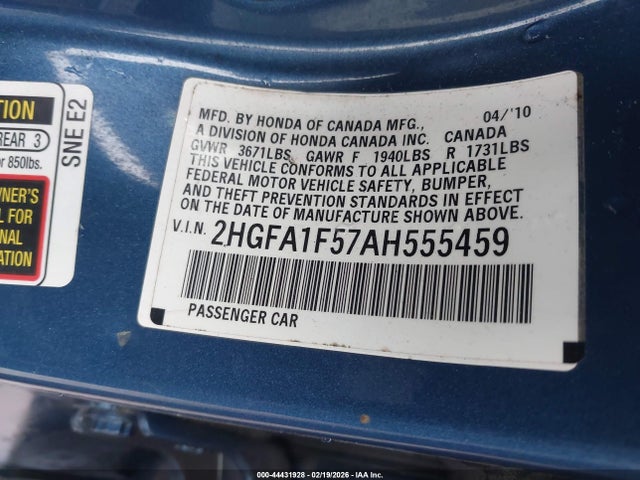 TION
REAR 3
r 850lbs.
SNE E2
WNER'S
L FOR
NAL
ATION
MFD. BY HONDA OF CANADA MFG., 04/'10
A DIVISION OF HONDA CANADA INC. CANADA
GVWR 3671LBS GAWR F 1940LBS R 1731LBS
THIS VEHICLE CONFORMS TO ALL APPLICABLE
FEDERAL MOTOR VEHICLE SAFETY, BUMPER,
AND THEFT PREVENTION STANDARDS IN EFFECT
ON THE DATE OF MANUFACTURE SHOWN ABOVE.
V.I.N. 2HGFA1F57AH555459
PASSENGER CAR
000-44431928 - 02/19/2026 - IAA Inc.